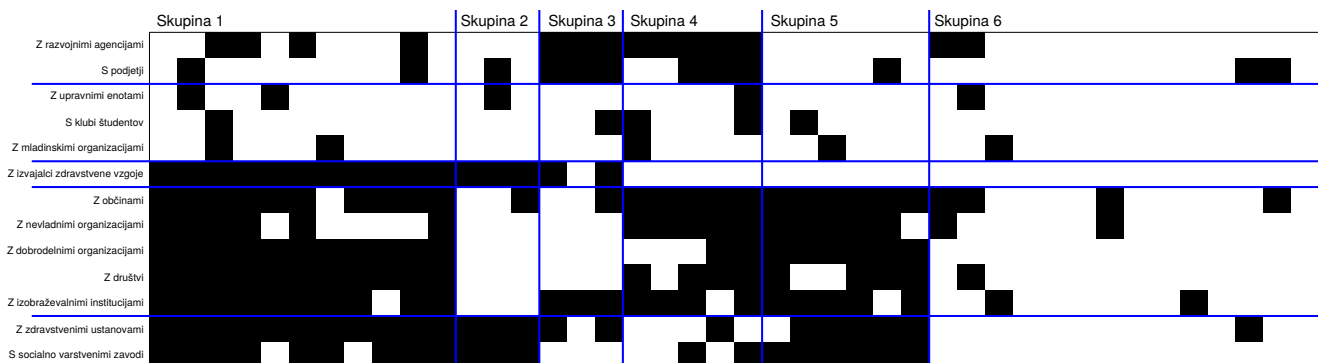 Skupina 1 Skupina 2 Skupina 3 Skupina 4 Skupina 5 Skupina 6
Z razvojnimi agencijami
S podjetji
Z upravnimi enotami
S klubi študentov
Z mladinskimi organizacijami
Z izvajalci zdravstvene vzgoje
Z občinami
Z nevladnimi organizacijami
Z dobrodelnimi organizacijami
Z društvi
Z izobraževalnimi institucijami
Z zdravstvenimi ustanovami
S socialno varstvenimi zavodi